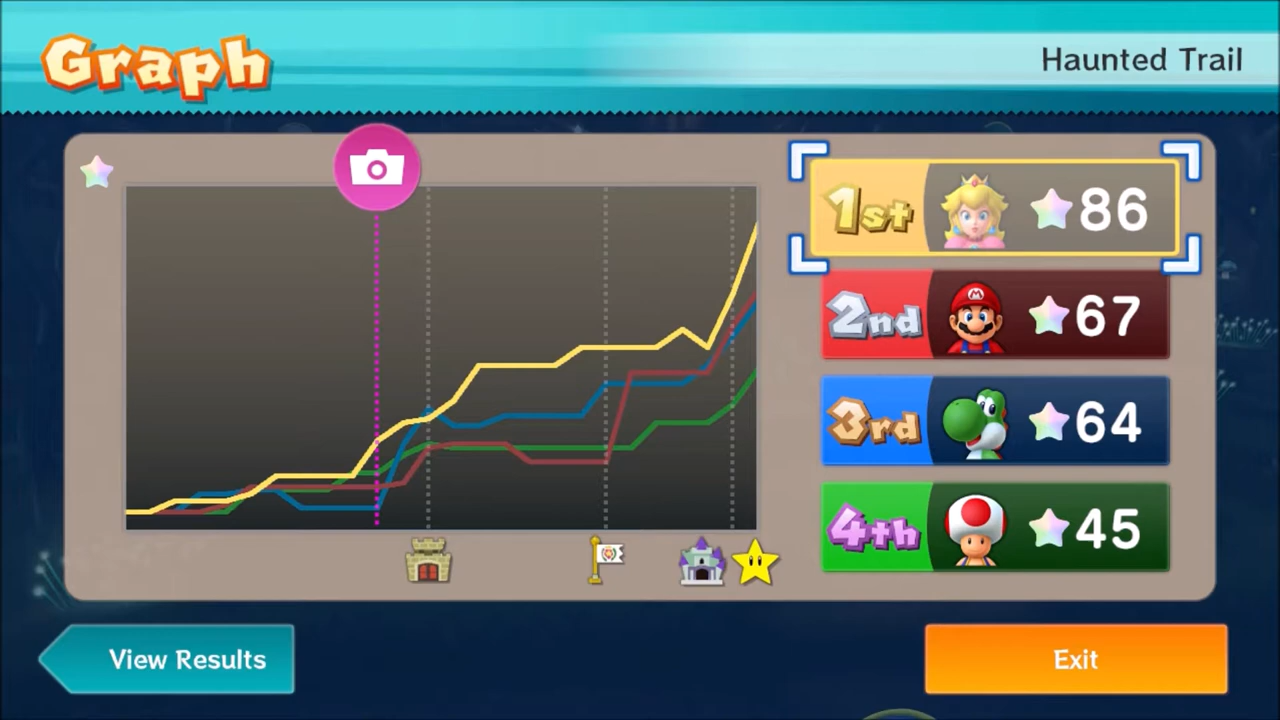 Graph
Haunted Trail
1st 86
2nd 67
3rd 64
4th 45
View Results
Exit